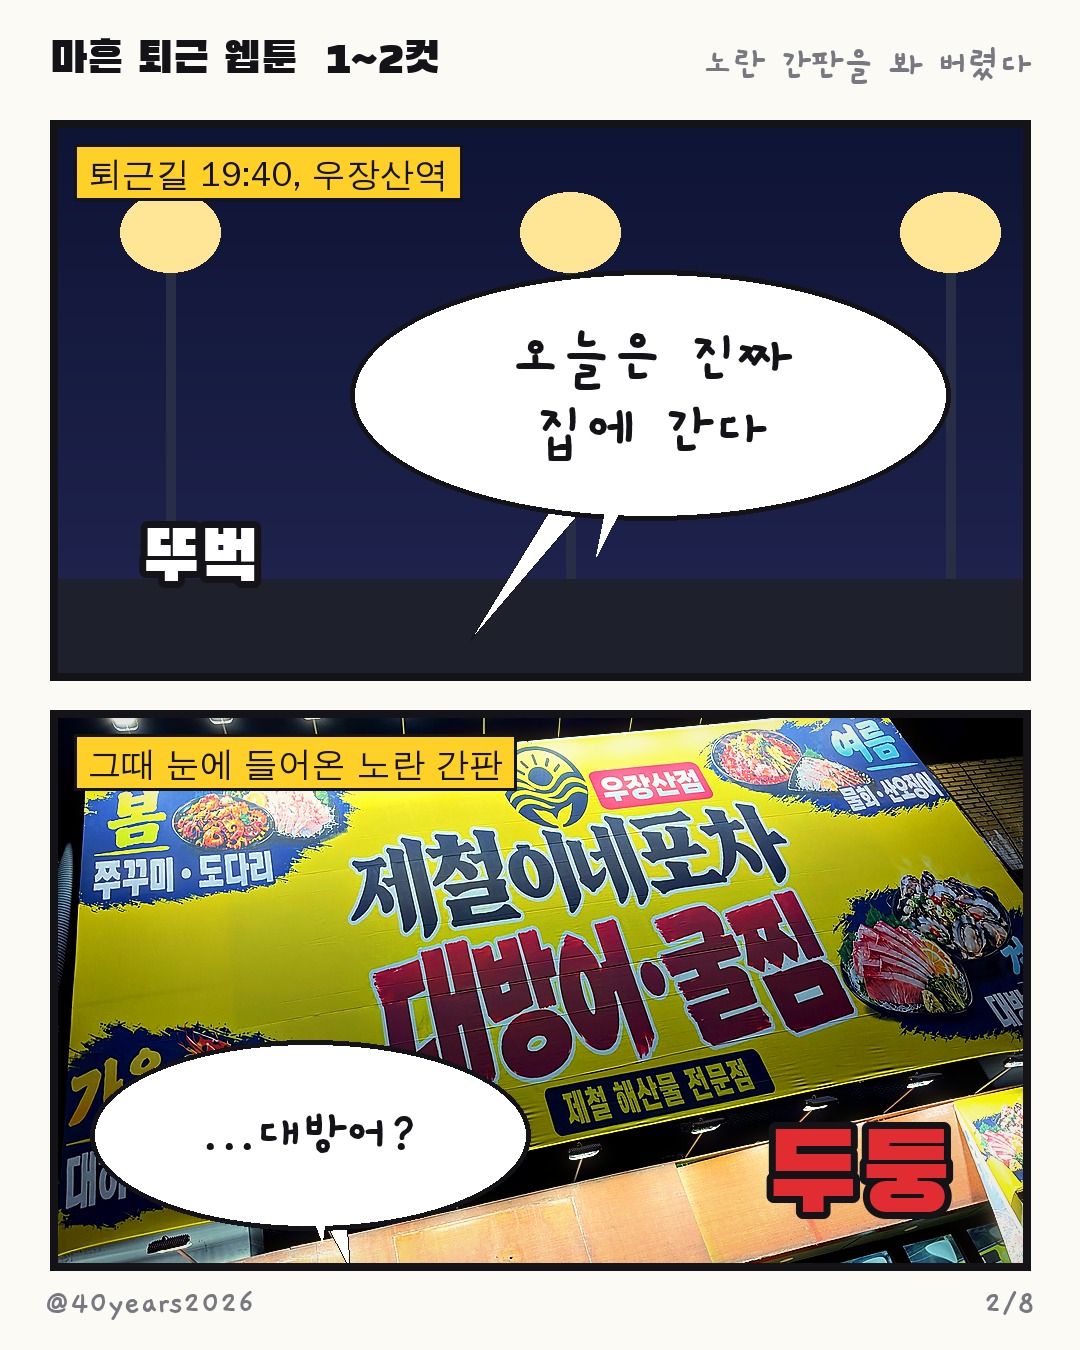 마흔 퇴근 웹툰 1~2컷
노란 간판을 봐 버렸다
퇴근길 19:40, 우장산역
오늘은 진짜
집에 간다
뚜벅
그때 눈에 들어온 노란 간판
우장산점
여름
물회·산오징어
봄
쭈꾸미·도다리
제철이네포차
대방어·굴찜
제철 해산물 전문점
...대방어?
두둥
@40years2026
2/8